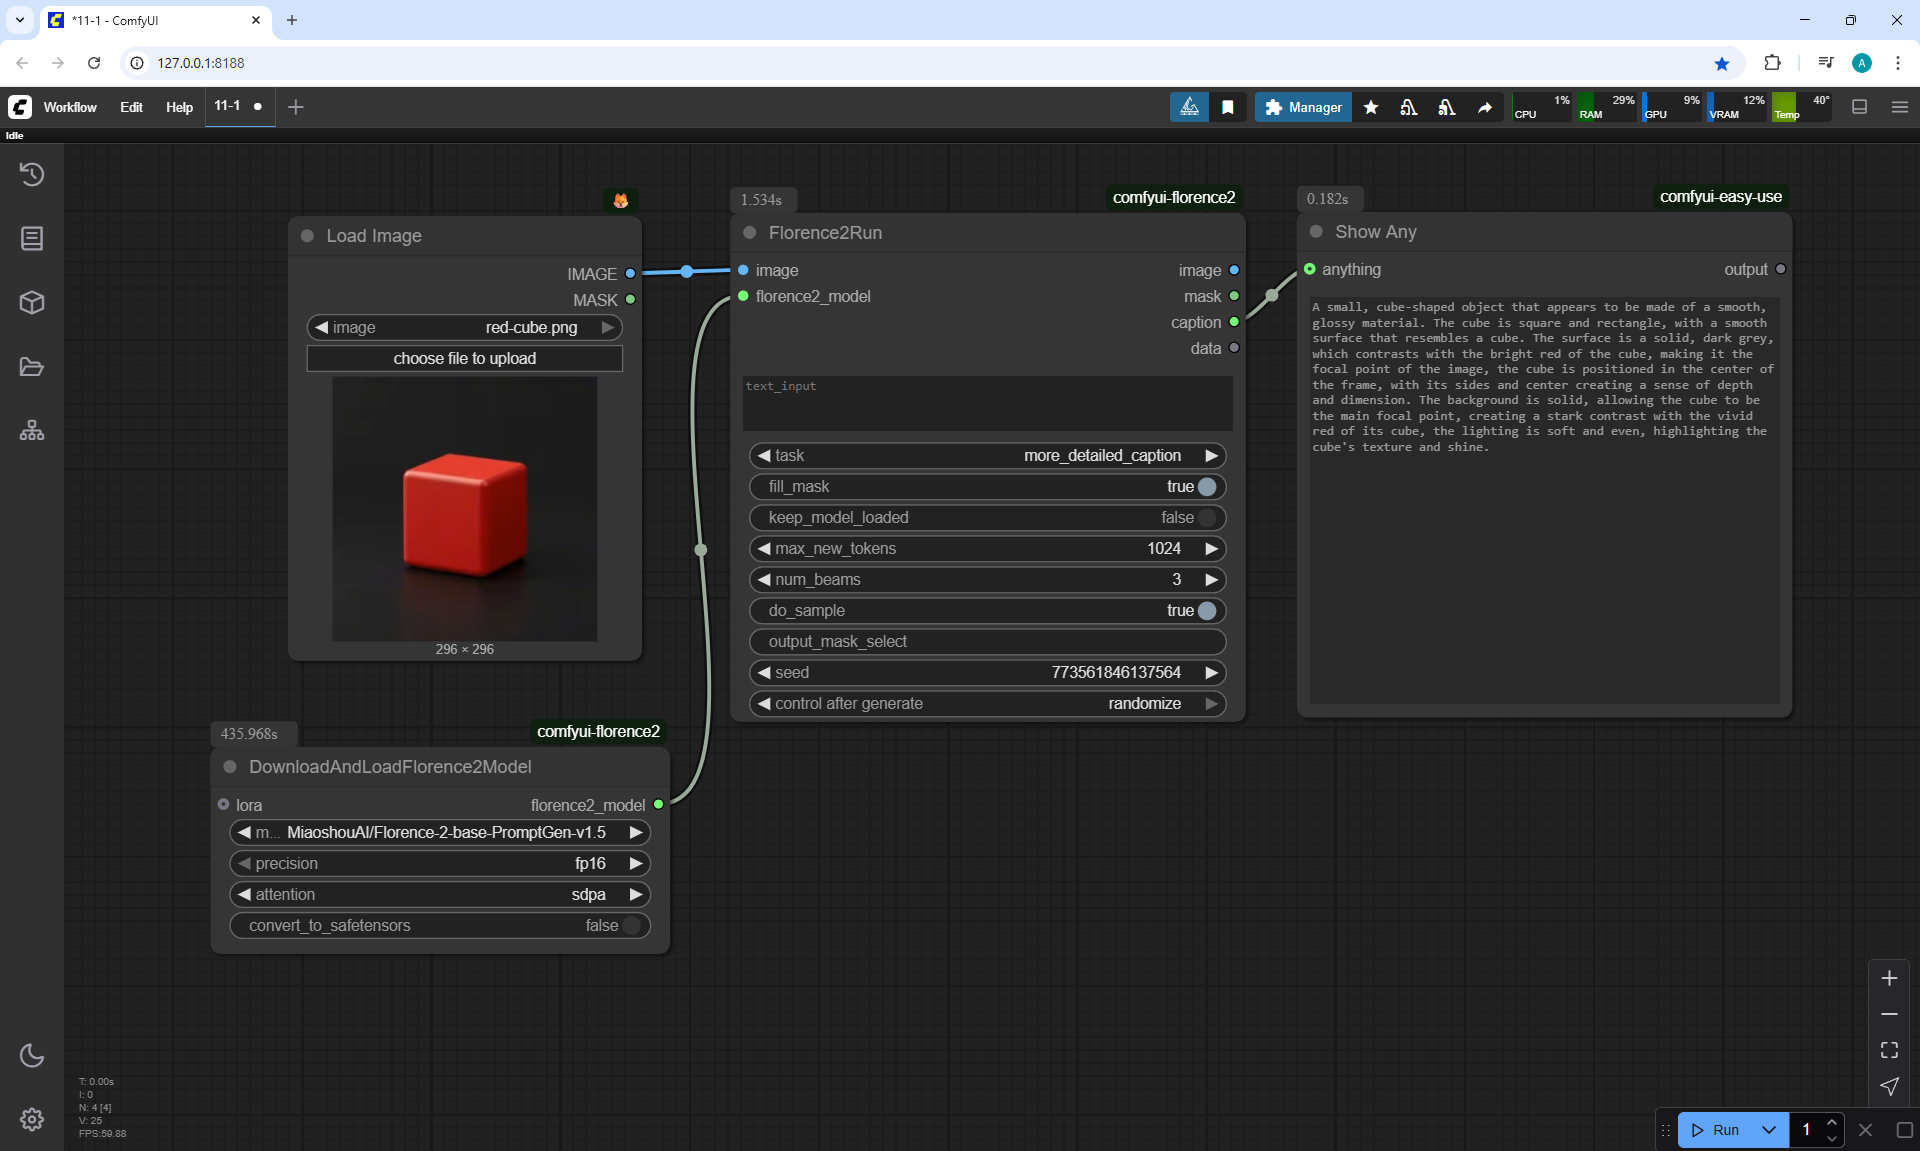 *11-1 - ComfyUI
127.0.0.1:8188
Workflow Edit Help 11-1
Manager
CPU 1% RAM 29% GPU 9% VRAM 12% Temp 40°
Idle
Load Image
IMAGE
MASK
image red-cube.png
choose file to upload
296 × 296
1.534s
comfyui-florence2
Florence2Run
image image
florence2_model mask
caption
data
text_input
task more_detailed_caption
fill_mask true
keep_model_loaded false
max_new_tokens 1024
num_beams 3
do_sample true
output_mask_select
seed 773561846137564
control after generate randomize
0.182s
comfyui-easy-use
Show Any
anything output
A small, cube-shaped object that appears to be made of a smooth,
glossy material. The cube is square and rectangle, with a smooth
surface that resembles a cube. The surface is a solid, dark grey,
which contrasts with the bright red of the cube, making it the
focal point of the image, the cube is positioned in the center of
the frame, with its sides and center creating a sense of depth
and dimension. The background is solid, allowing the cube to be
the main focal point, creating a stark contrast with the vivid
red of its cube, the lighting is soft and even, highlighting the
cube's texture and shine.
435.968s
comfyui-florence2
DownloadAndLoadFlorence2Model
lora florence2_model
m... MiaoshouAI/Florence-2-base-PromptGen-v1.5
precision fp16
attention sdpa
convert_to_safetensors false
T: 0.00s
I: 0
N: 4 [4]
V: 25
FPS:59.88
Run 1
A